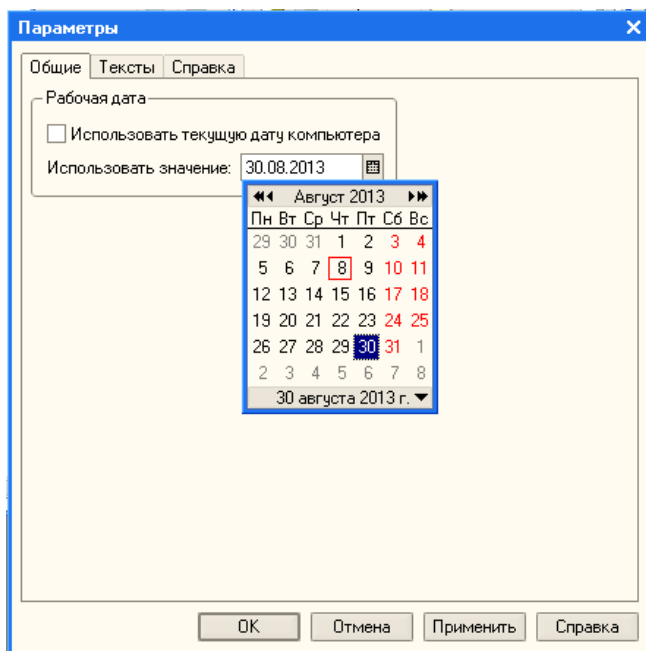 Параметры
Общие Тексты Справка
Рабочая дата
Использовать текущую дату компьютера
Использовать значение: 30.08.2013
Август 2013
Пн Вт Ср Чт Пт Сб Вс
29 30 31 1 2 3 4
5 6 7 8 9 10 11
12 13 14 15 16 17 18
19 20 21 22 23 24 25
26 27 28 29 30 31 1
2 3 4 5 6 7 8
30 августа 2013 г.
OK Отмена Применить Справка